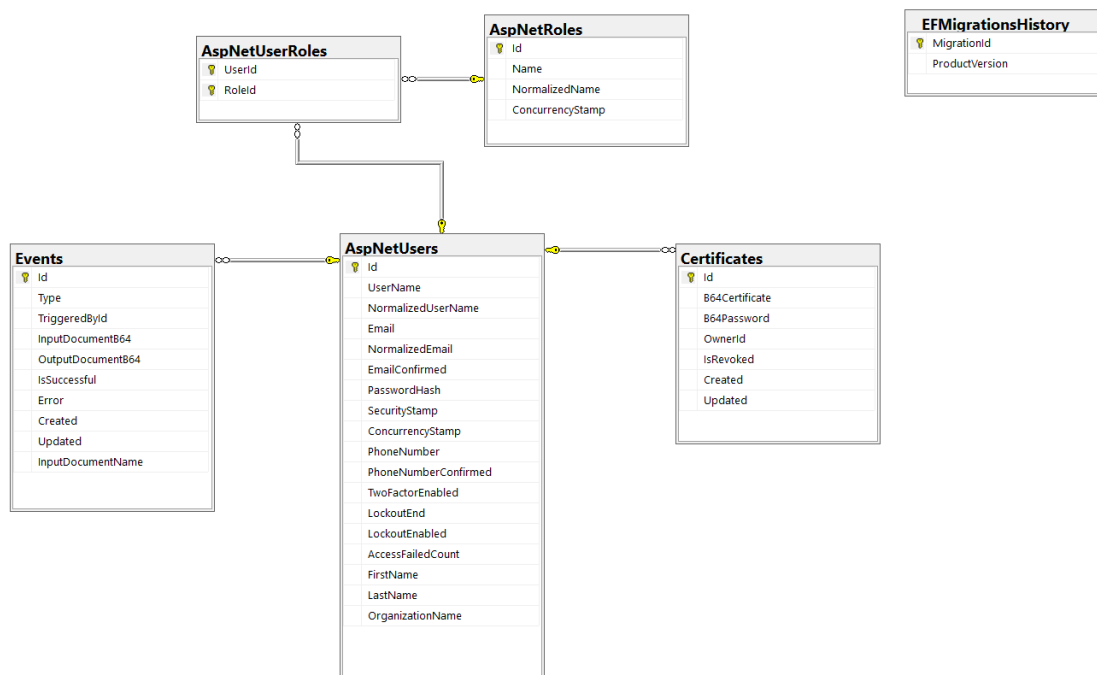 AspNetUserRoles
UserId
RoleId
AspNetRoles
Id
Name
NormalizedName
ConcurrencyStamp
EFMigrationsHistory
MigrationId
ProductVersion
Events
Id
Type
TriggeredById
InputDocumentB64
OutputDocumentB64
IsSuccessful
Error
Created
Updated
InputDocumentName
AspNetUsers
Id
UserName
NormalizedUserName
Email
NormalizedEmail
EmailConfirmed
PasswordHash
SecurityStamp
ConcurrencyStamp
PhoneNumber
PhoneNumberConfirmed
TwoFactorEnabled
LockoutEnd
LockoutEnabled
AccessFailedCount
FirstName
LastName
OrganizationName
Certificates
Id
B64Certificate
B64Password
OwnerId
IsRevoked
Created
Updated